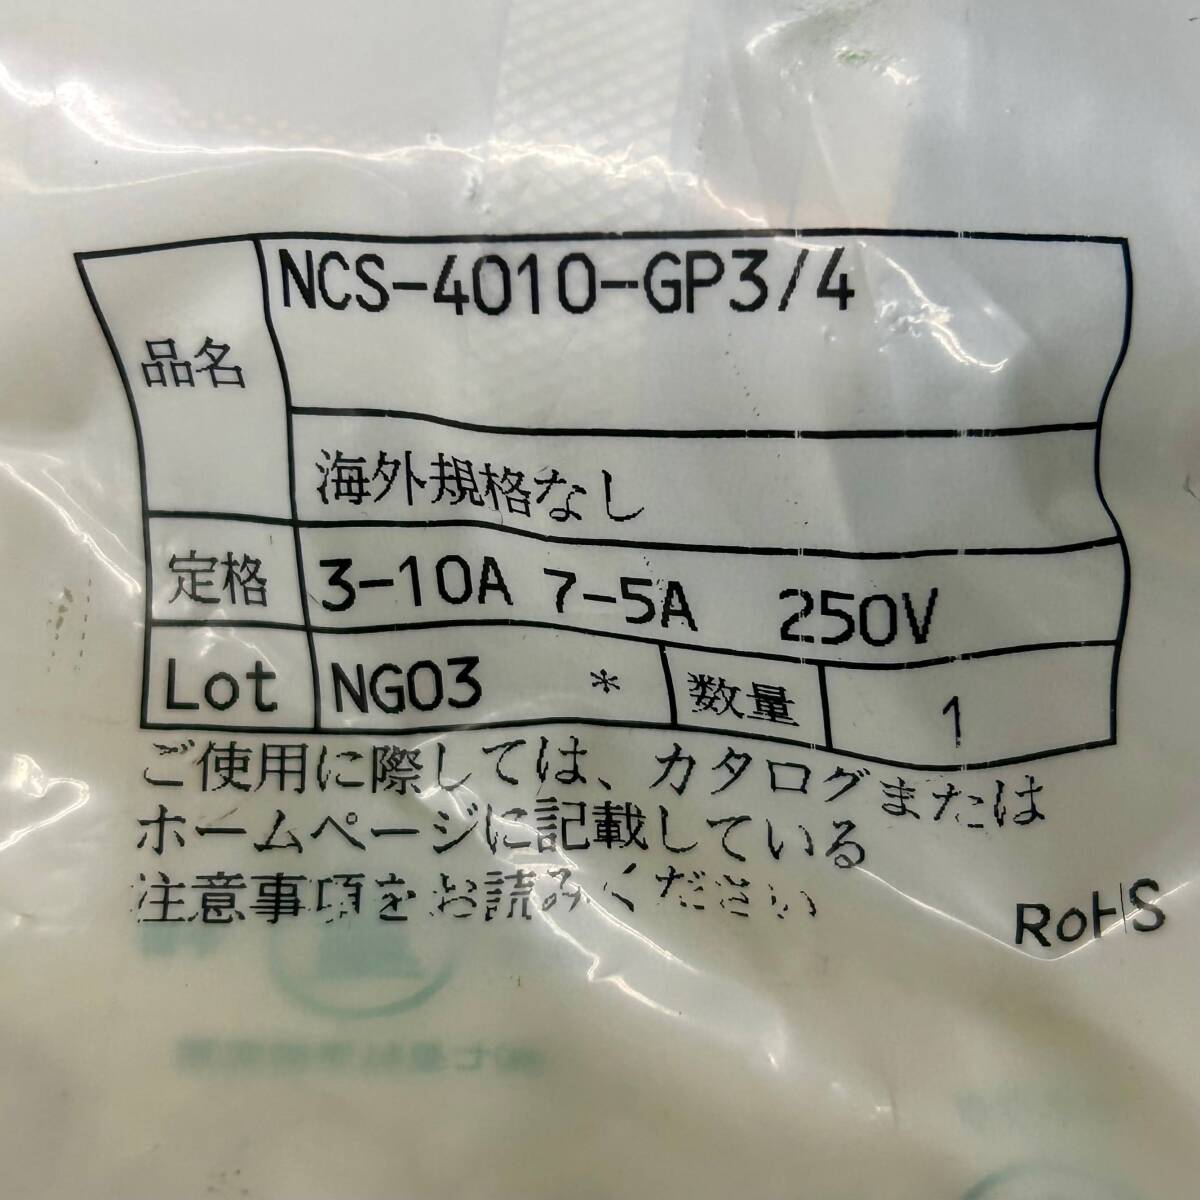 品名 NCS-4010-GP3/4
海外規格なし
定格 3-10A 7-5A 250V
Lot NG03 * 数量 1
ご使用に際しては、カタログまたは
ホームページに記載している
注意事項をお読みください
RoHS